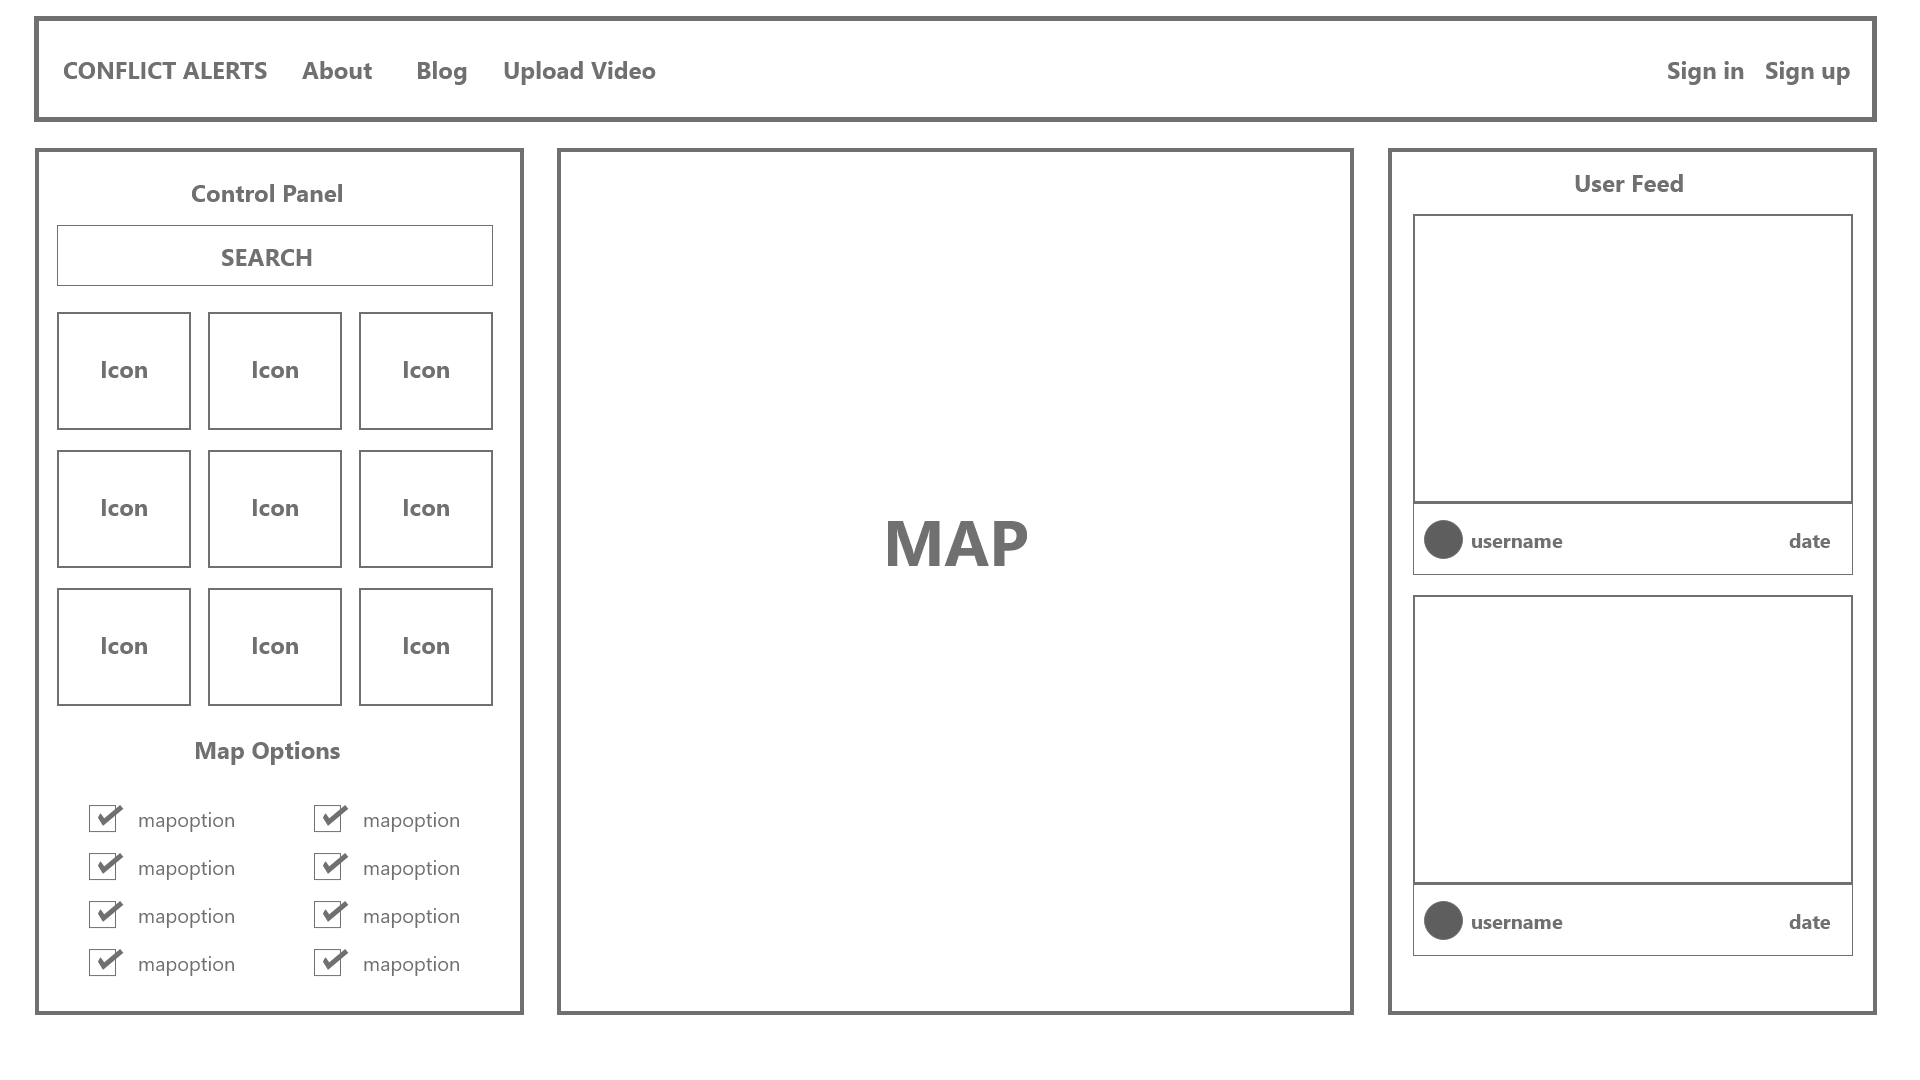 CONFLICT ALERTS About Blog Upload Video Sign in Sign up
Control Panel
SEARCH
Icon Icon Icon
Icon Icon Icon
Icon Icon Icon
Map Options
mapoption mapoption
mapoption mapoption
mapoption mapoption
mapoption mapoption
MAP
User Feed
username date
username date